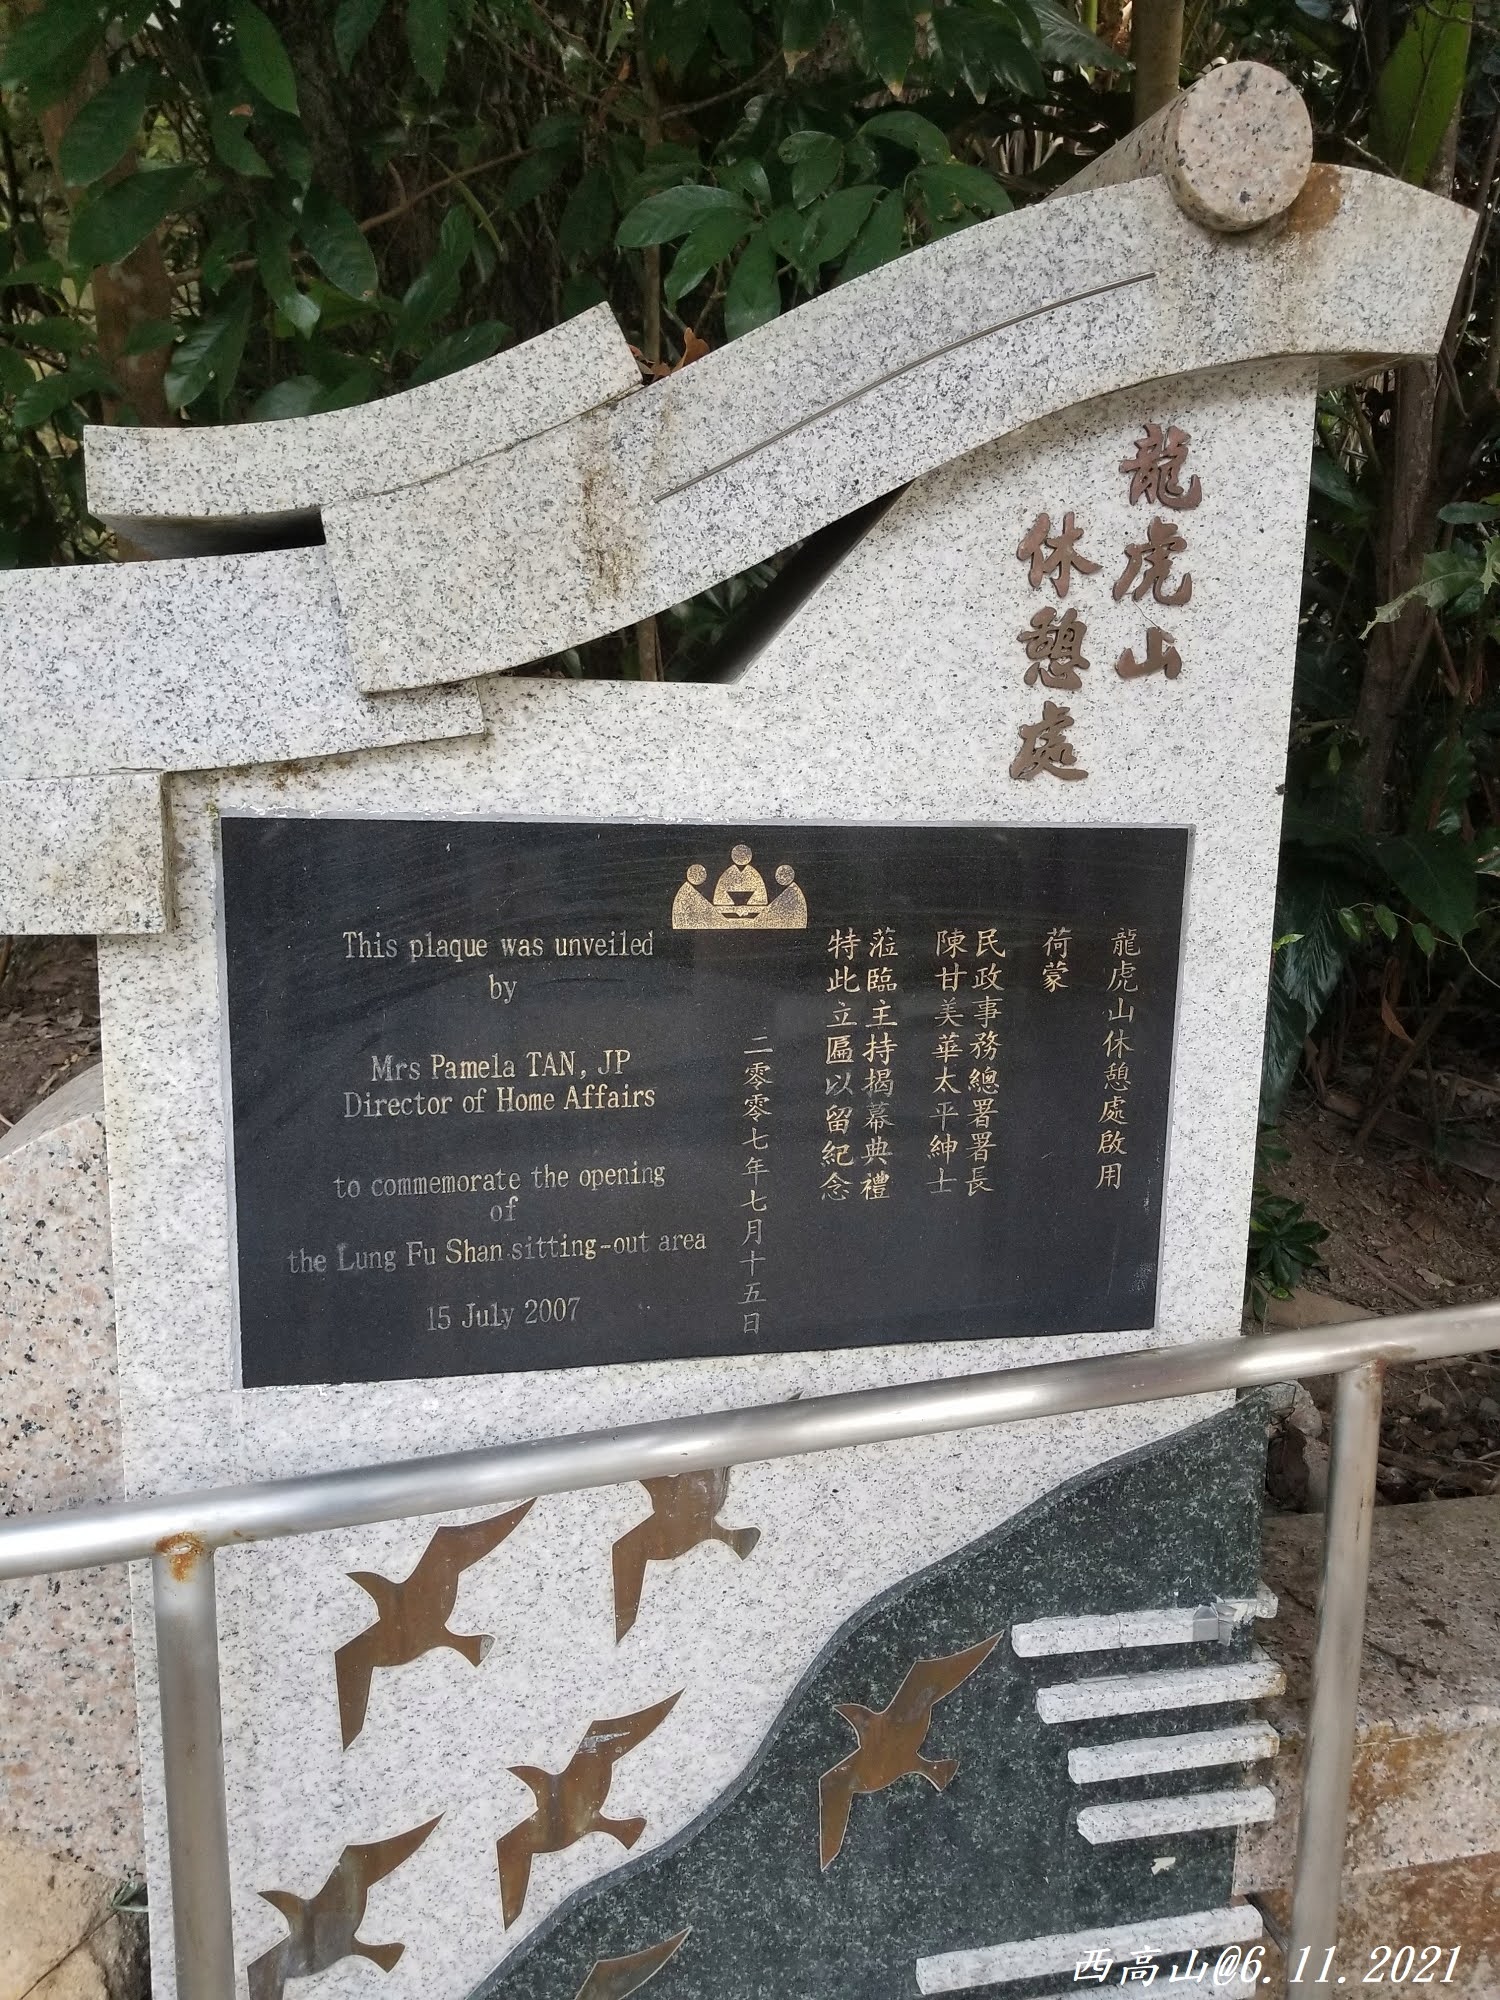 龍虎山
休憩處
龍虎山休憩處啟用
荷蒙
民政事務總署署長
陳甘美華太平紳士
蒞臨主持揭幕典禮
特此立匾以留紀念
二零零七年七月十五日
This plaque was unveiled
by
Mrs Pamela TAN, JP
Director of Home Affairs
to commemorate the opening
of
the Lung Fu Shan sitting-out area
15 July 2007
西高山@6.11.2021